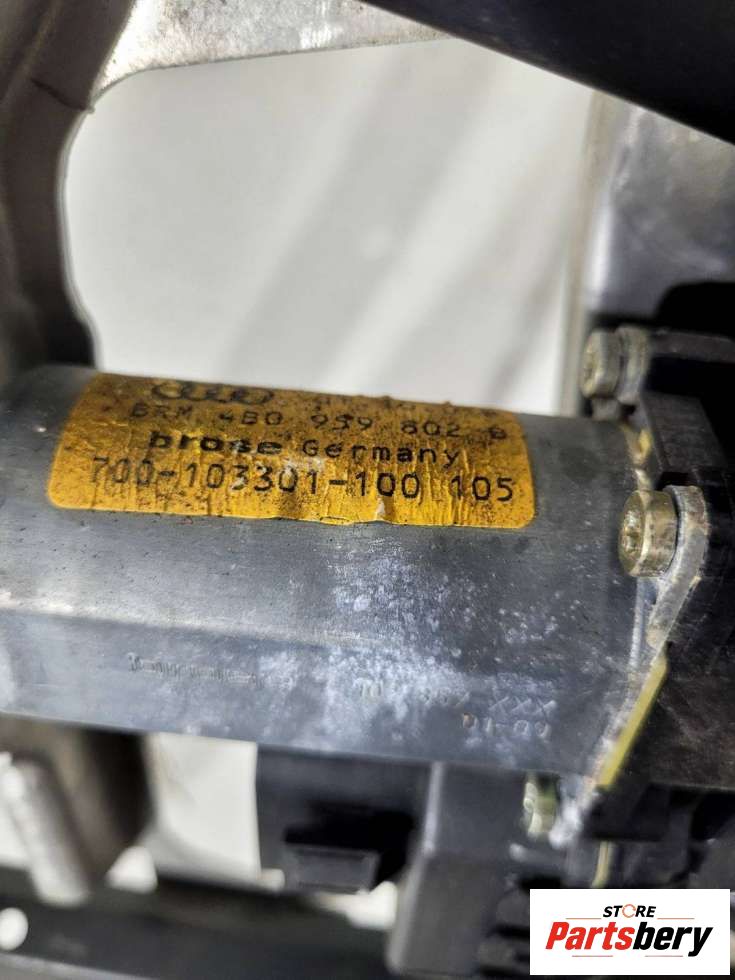 BRM 4B0 959 802 B
brose Germany
700-103301-100 105
STORE
Partsbery